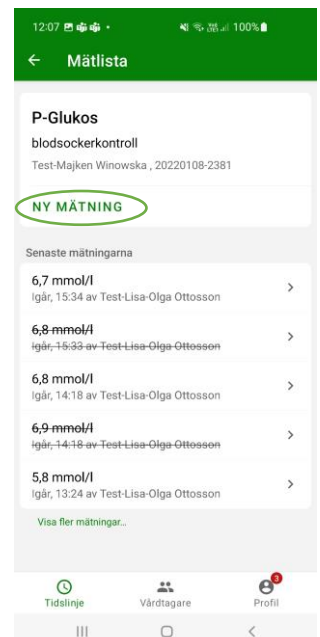 12:07 100%
Mätlista
P-Glukos
blodsockerkontroll
Test-Majken Winowska , 20220108-2381
NY MÄTNING
Senaste mätningarna
6,7 mmol/l
Igår, 15:34 av Test-Lisa-Olga Ottosson
6,8 mmol/l
Igår, 15:33 av Test-Lisa-Olga Ottosson
6,8 mmol/l
Igår, 14:18 av Test-Lisa-Olga Ottosson
6,9 mmol/l
Igår, 14:18 av Test-Lisa-Olga Ottosson
5,8 mmol/l
Igår, 13:24 av Test-Lisa-Olga Ottosson
Visa fler mätningar...
3
Tidslinje Vårdtagare Profil